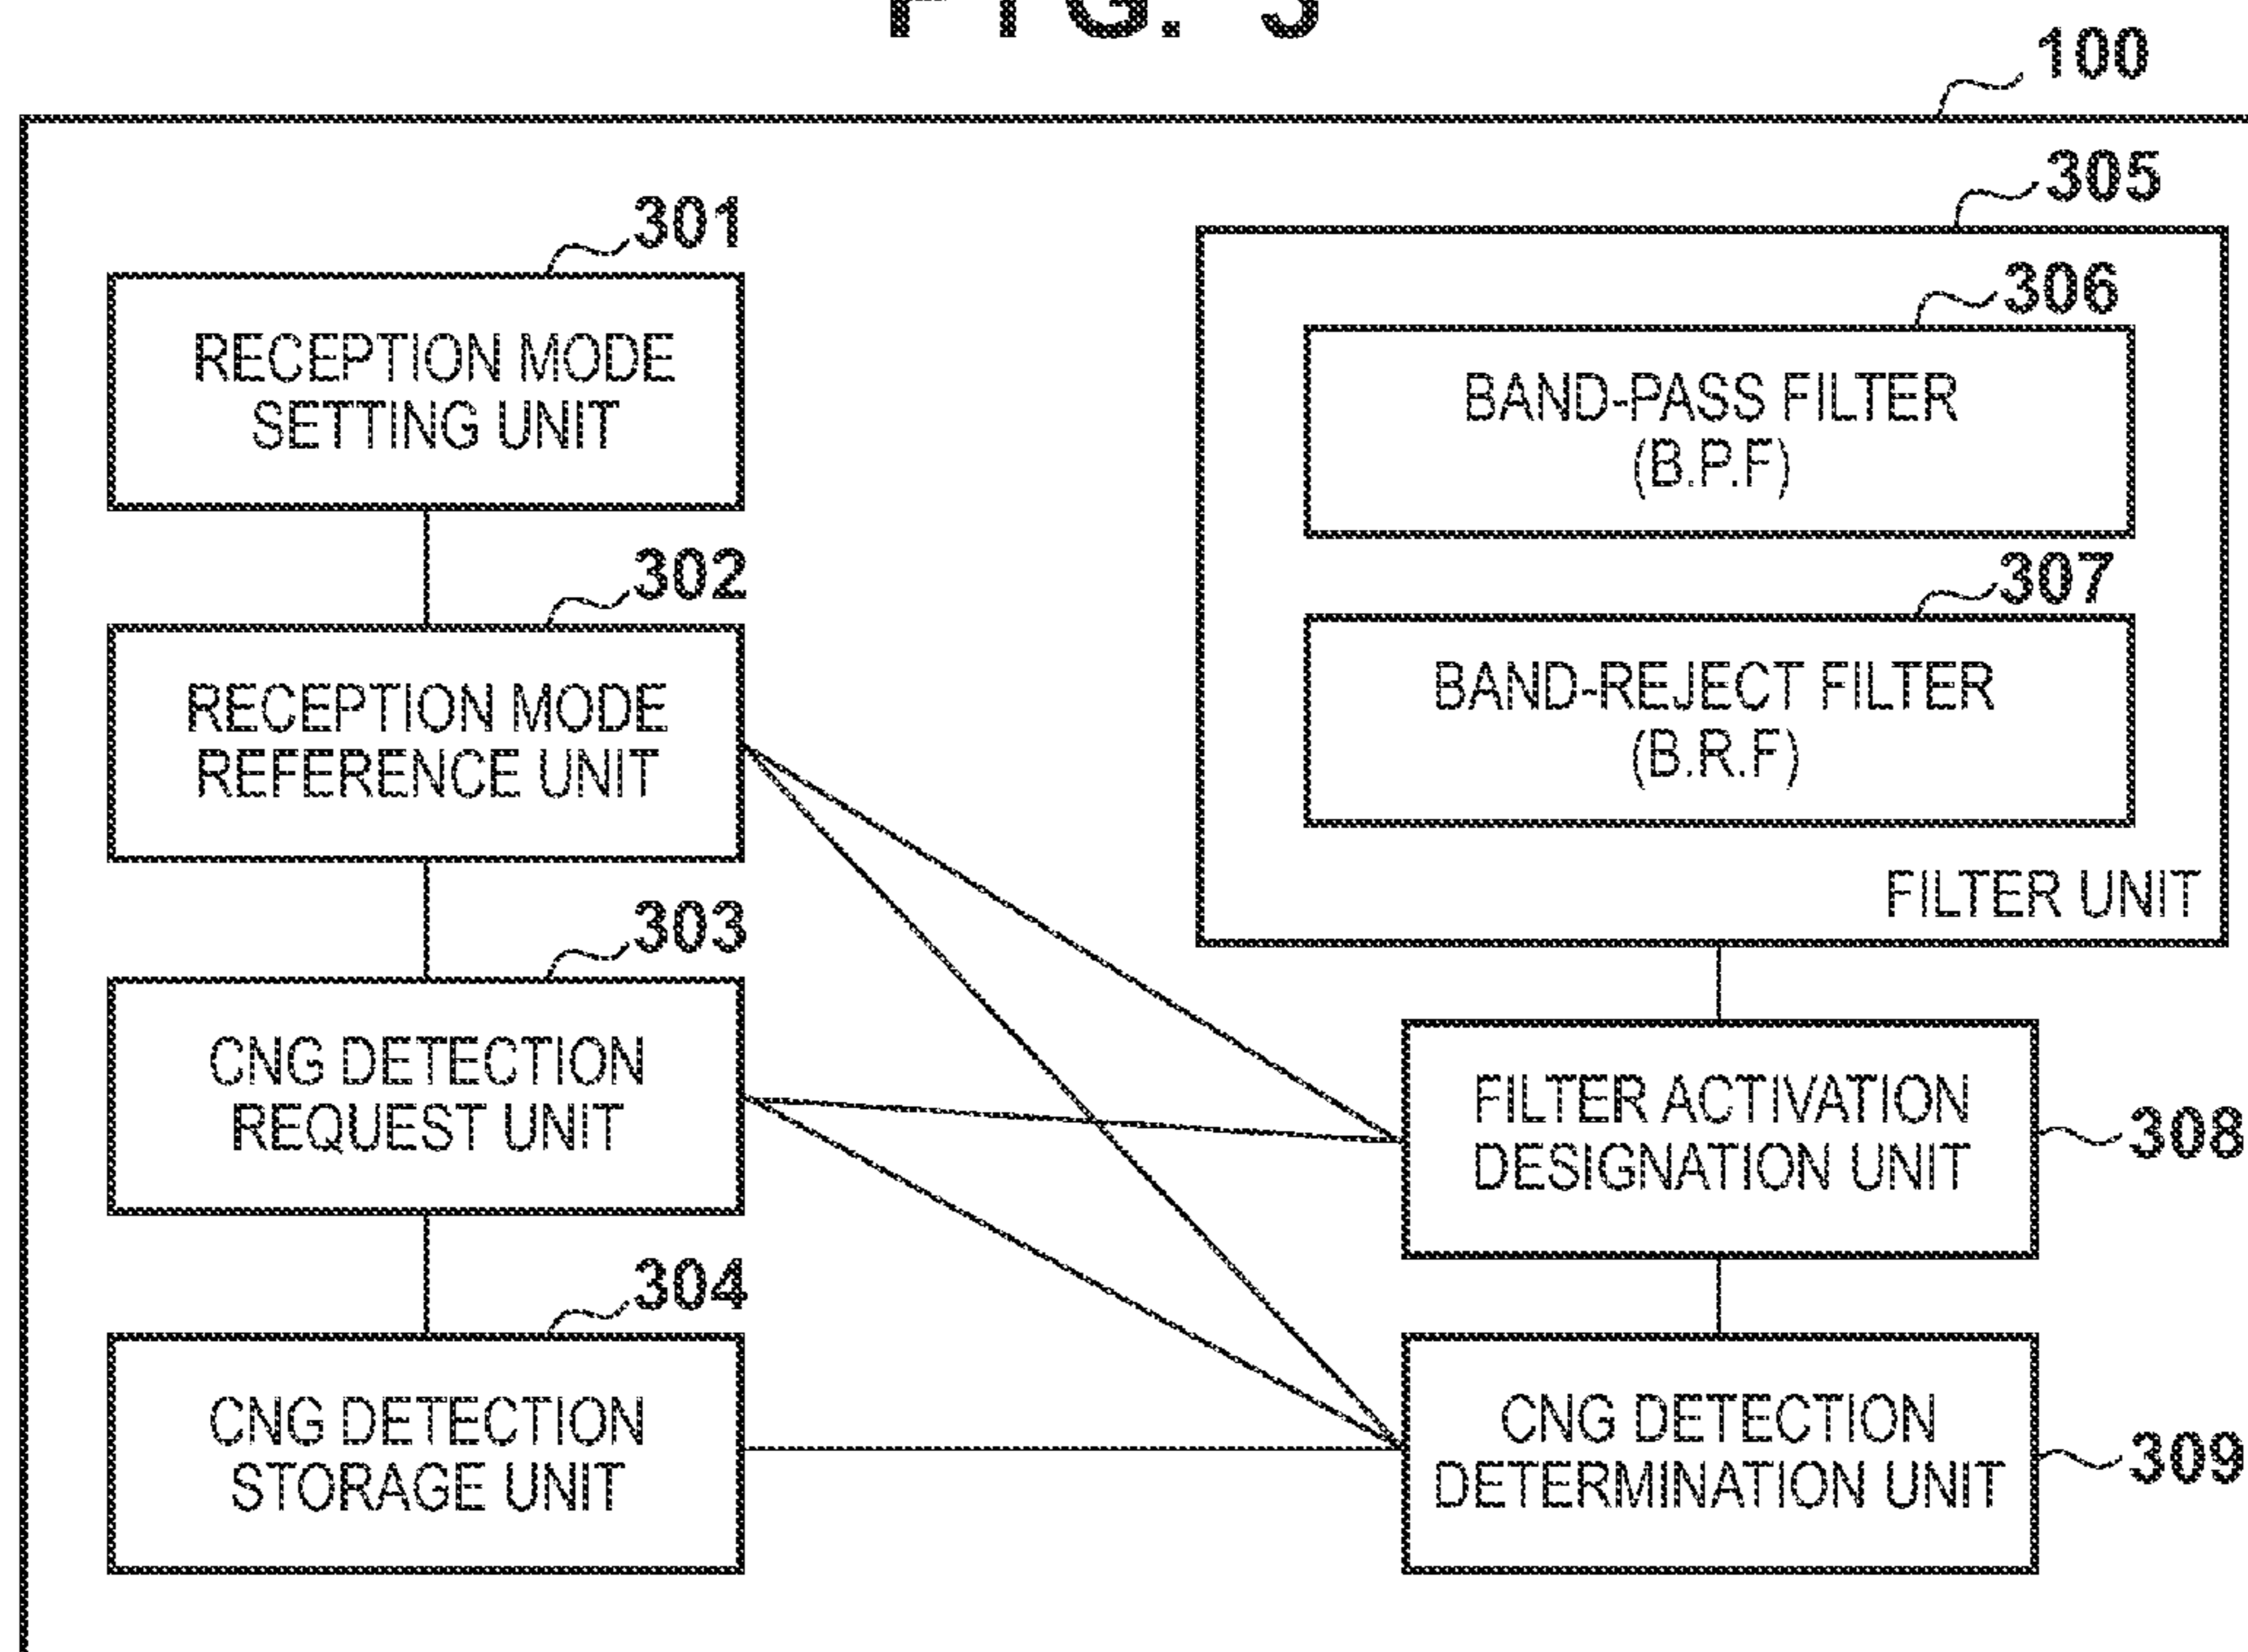 FIG. 3
100
301
RECEPTION MODE
SETTING UNIT
302
RECEPTION MODE
REFERENCE UNIT
303
CNG DETECTION
REQUEST UNIT
304
CNG DETECTION
STORAGE UNIT
305
306
BAND-PASS FILTER
(B.P.F)
307
BAND-REJECT FILTER
(B.R.F)
FILTER UNIT
FILTER ACTIVATION
DESIGNATION UNIT
308
CNG DETECTION
DETERMINATION UNIT
309